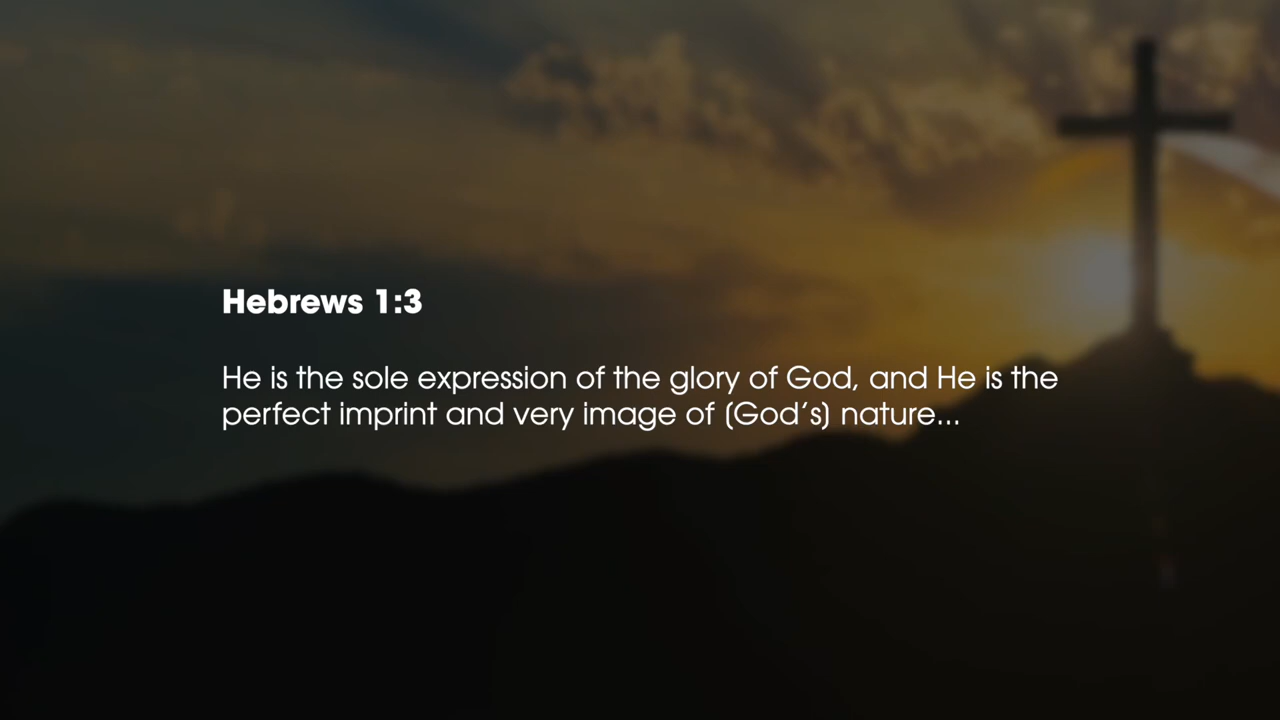 Hebrews 1:3
He is the sole expression of the glory of God, and He is the
perfect imprint and very image of (God’s) nature...